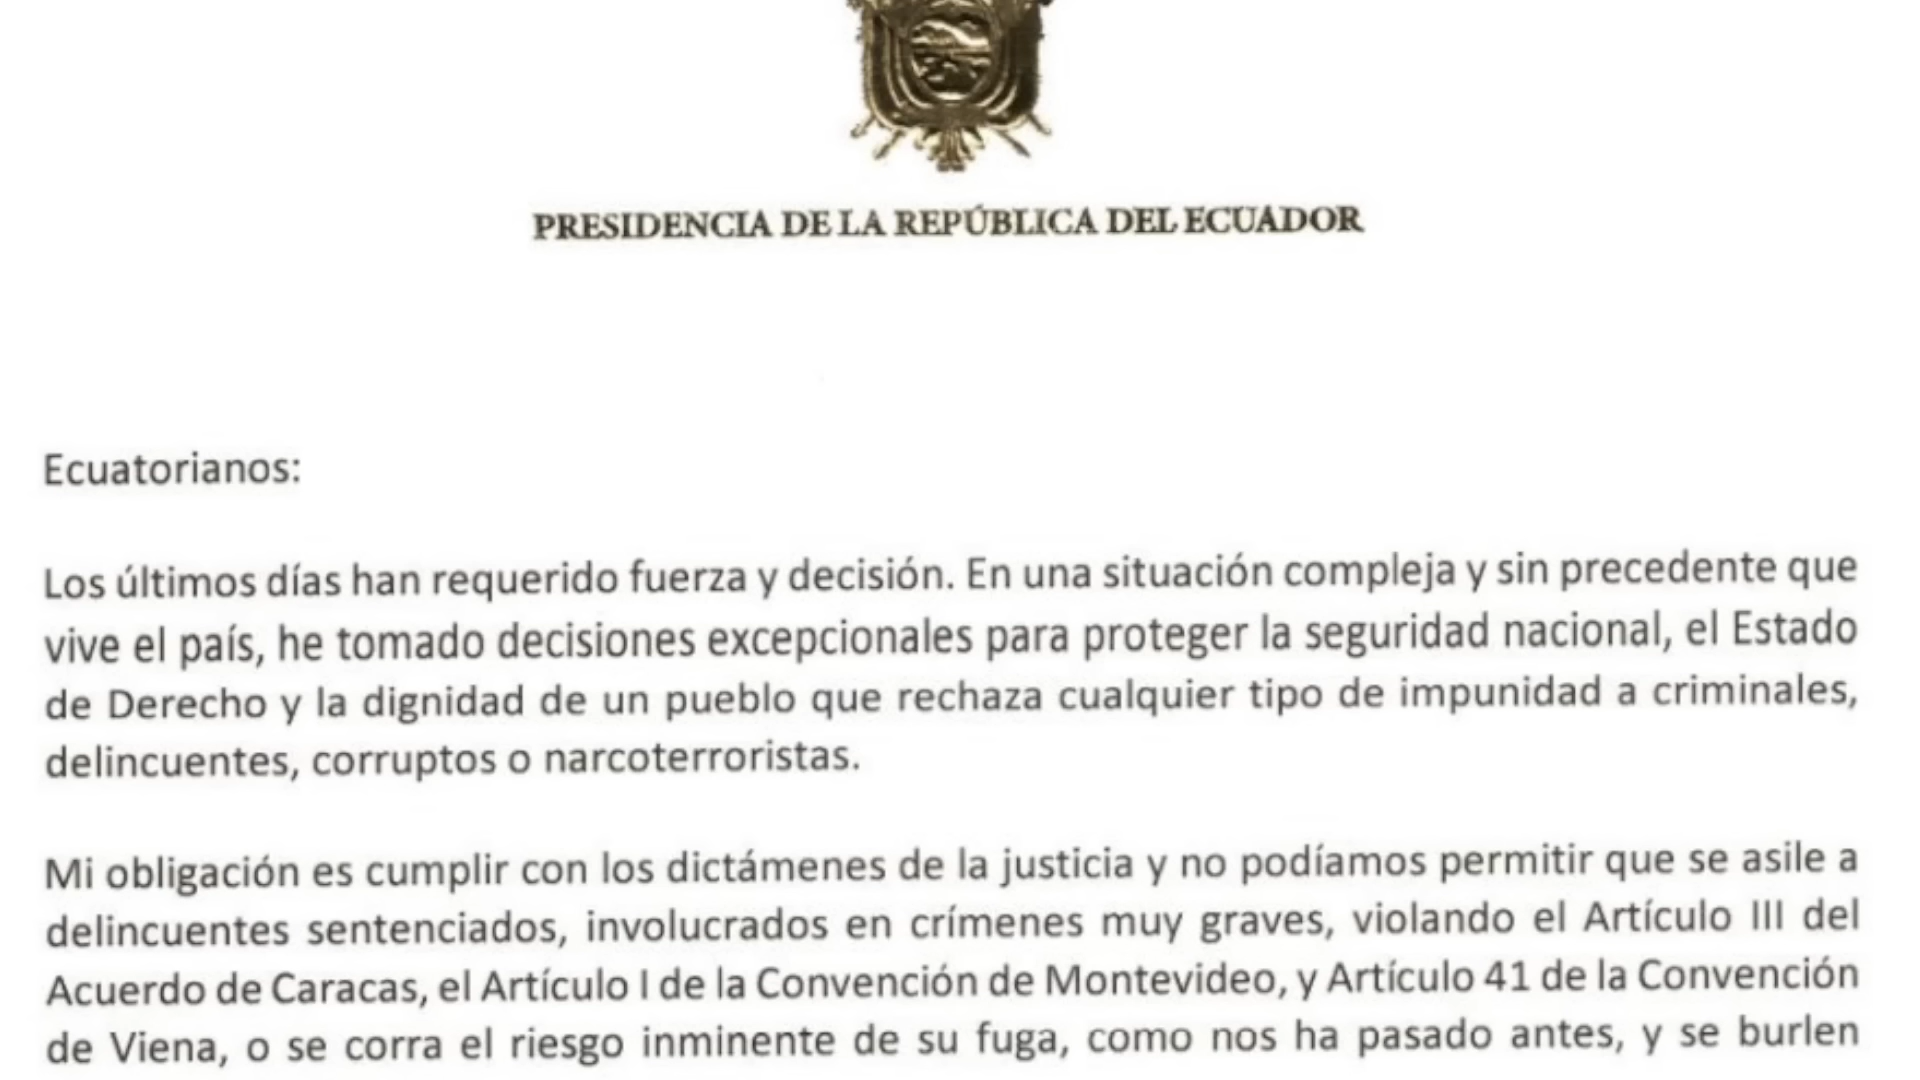 PRESIDENCIA DE LA REPÚBLICA DEL ECUADOR
Ecuatorianos:
Los últimos días han requerido fuerza y decisión. En una situación compleja y sin precedente que
vive el país, he tomado decisiones excepcionales para proteger la seguridad nacional, el Estado
de Derecho y la dignidad de un pueblo que rechaza cualquier tipo de impunidad a criminales,
delincuentes, corruptos o narcoterroristas.
Mi obligación es cumplir con los dictámenes de la justicia y no podíamos permitir que se asile a
delincuentes sentenciados, involucrados en crímenes muy graves, violando el Artículo III del
Acuerdo de Caracas, el Artículo I de la Convención de Montevideo, y Artículo 41 de la Convención
de Viena, o se corra el riesgo inminente de su fuga, como nos ha pasado antes, y se burlen